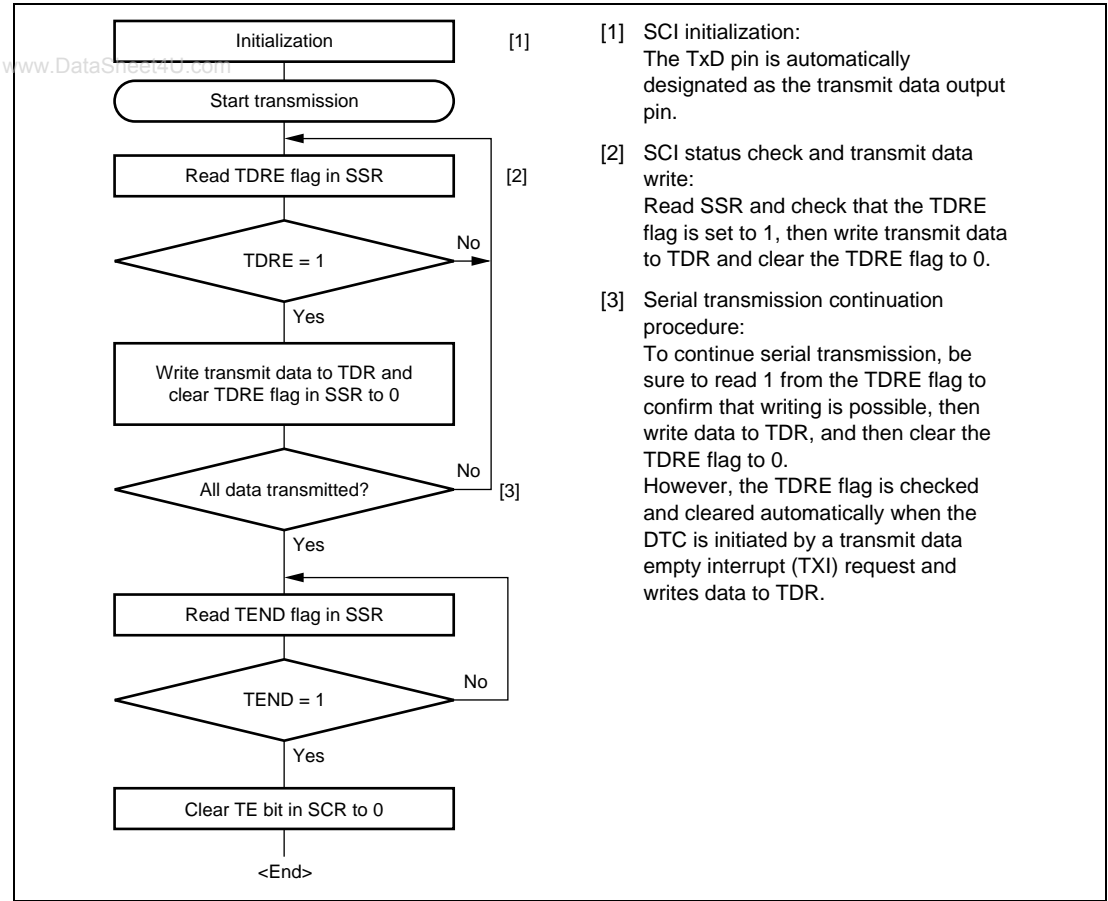 www.DataSheet4U.com
Initialization
[1]
Start transmission
Read TDRE flag in SSR
[2]
TDRE = 1
No
Yes
Write transmit data to TDR and
clear TDRE flag in SSR to 0
All data transmitted?
No
[3]
Yes
Read TEND flag in SSR
TEND = 1
No
Yes
Clear TE bit in SCR to 0
<End>
[1] SCI initialization:
The TxD pin is automatically
designated as the transmit data output
pin.
[2] SCI status check and transmit data
write:
Read SSR and check that the TDRE
flag is set to 1, then write transmit data
to TDR and clear the TDRE flag to 0.
[3] Serial transmission continuation
procedure:
To continue serial transmission, be
sure to read 1 from the TDRE flag to
confirm that writing is possible, then
write data to TDR, and then clear the
TDRE flag to 0.
However, the TDRE flag is checked
and cleared automatically when the
DTC is initiated by a transmit data
empty interrupt (TXI) request and
writes data to TDR.